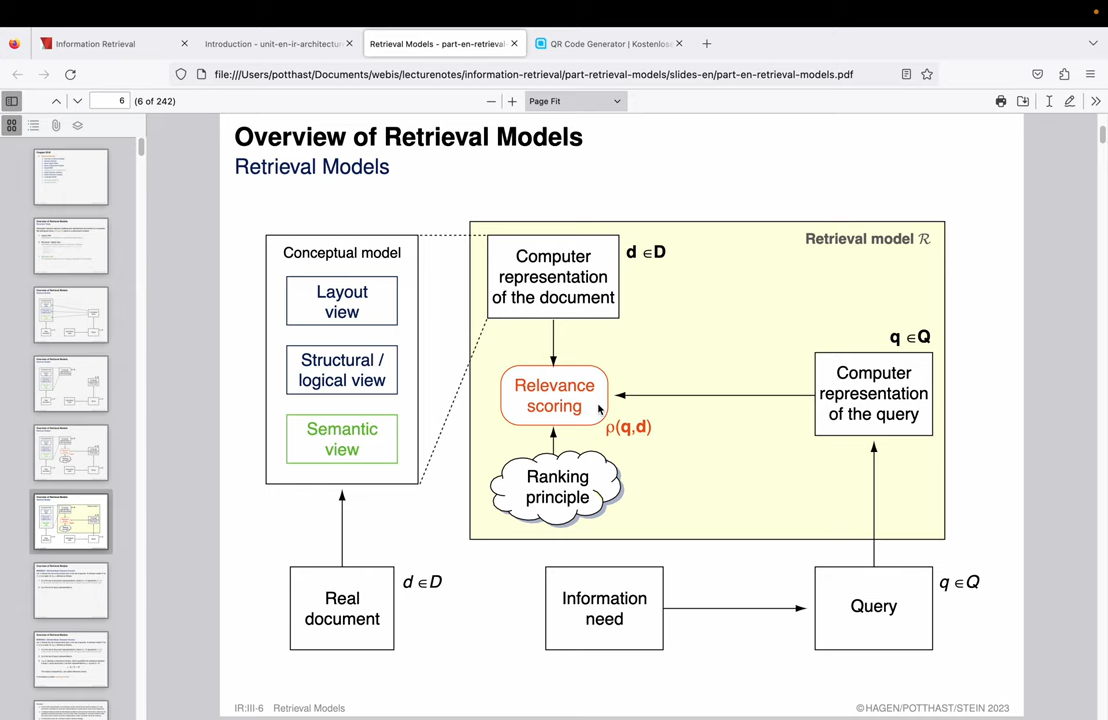 Information Retrieval
Introduction - unit-en-ir-architectur
Retrieval Models - part-en-retrieval
QR Code Generator | Kostenlose
file:///Users/potthast/Documents/webis/lecturenotes/information-retrieval/part-retrieval-models/slides-en/part-en-retrieval-models.pdf
6 (6 of 242)
Page Fit
Overview of Retrieval Models
Retrieval Models
Conceptual model
Layout
view
Structural /
logical view
Semantic
view
Computer
representation
of the document
d ∈D
Retrieval model ℛ
q ∈Q
Computer
representation
of the query
Relevance
scoring
ρ(q,d)
Ranking
principle
Real
document
d ∈D
Information
need
Query
q ∈Q
IR:III-6 Retrieval Models
©HAGEN/POTTHAST/STEIN 2023